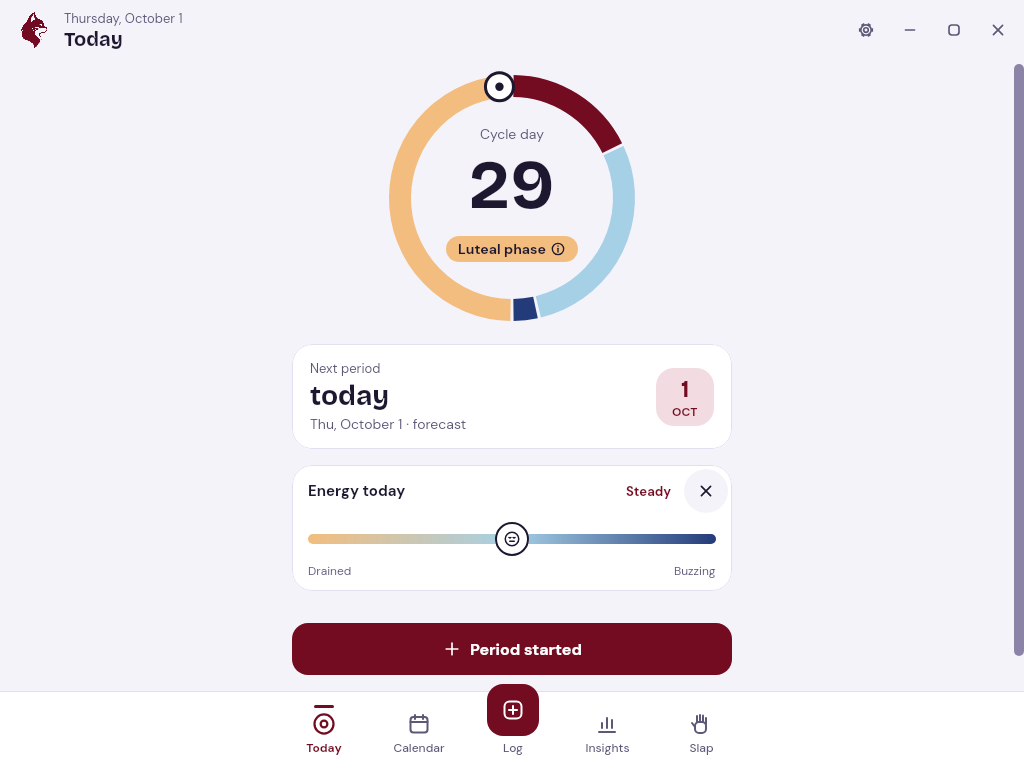 Thursday, October 1
Today
Cycle day
29
Luteal phase
Next period
today
Thu, October 1 · forecast
1
OCT
Energy today
Steady
Drained
Buzzing
Period started
Today
Calendar
Log
Insights
Slap